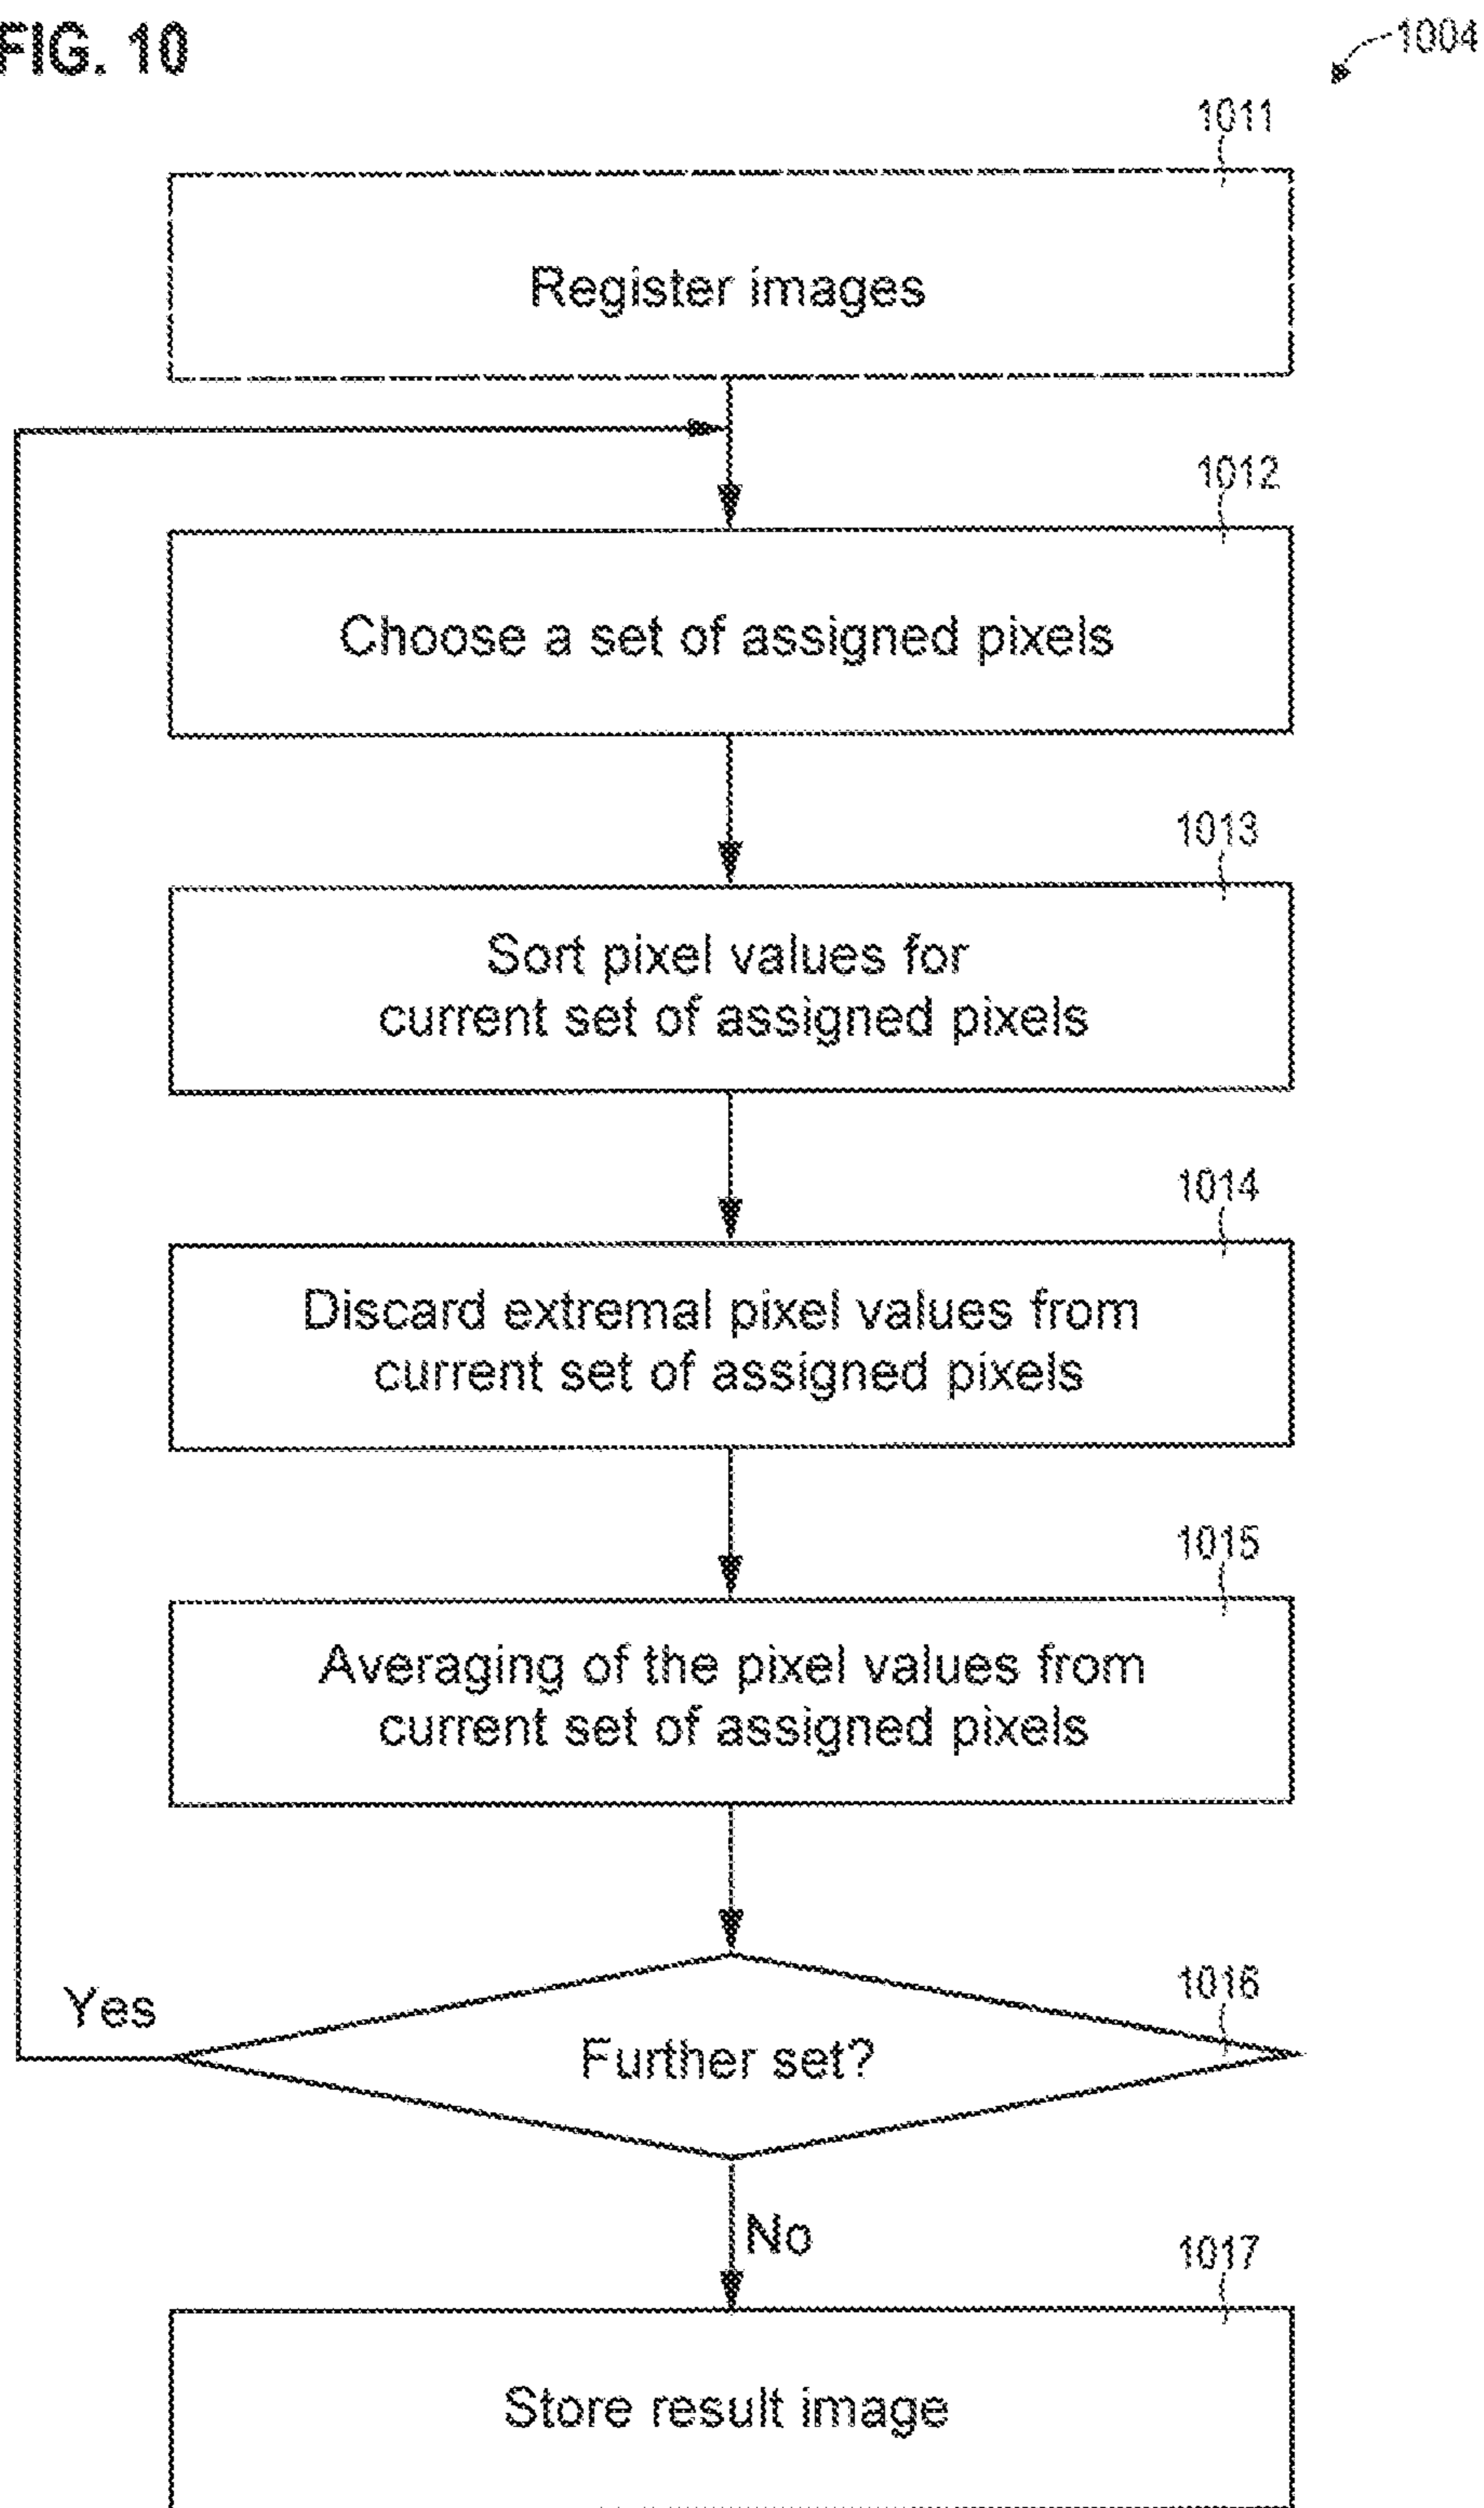 FIG. 10
1004
1011
Register images
1012
Choose a set of assigned pixels
1013
Sort pixel values for
current set of assigned pixels
1014
Discard extremal pixel values from
current set of assigned pixels
1015
Averaging of the pixel values from
current set of assigned pixels
1016
Yes
Further set?
No
1017
Store result image